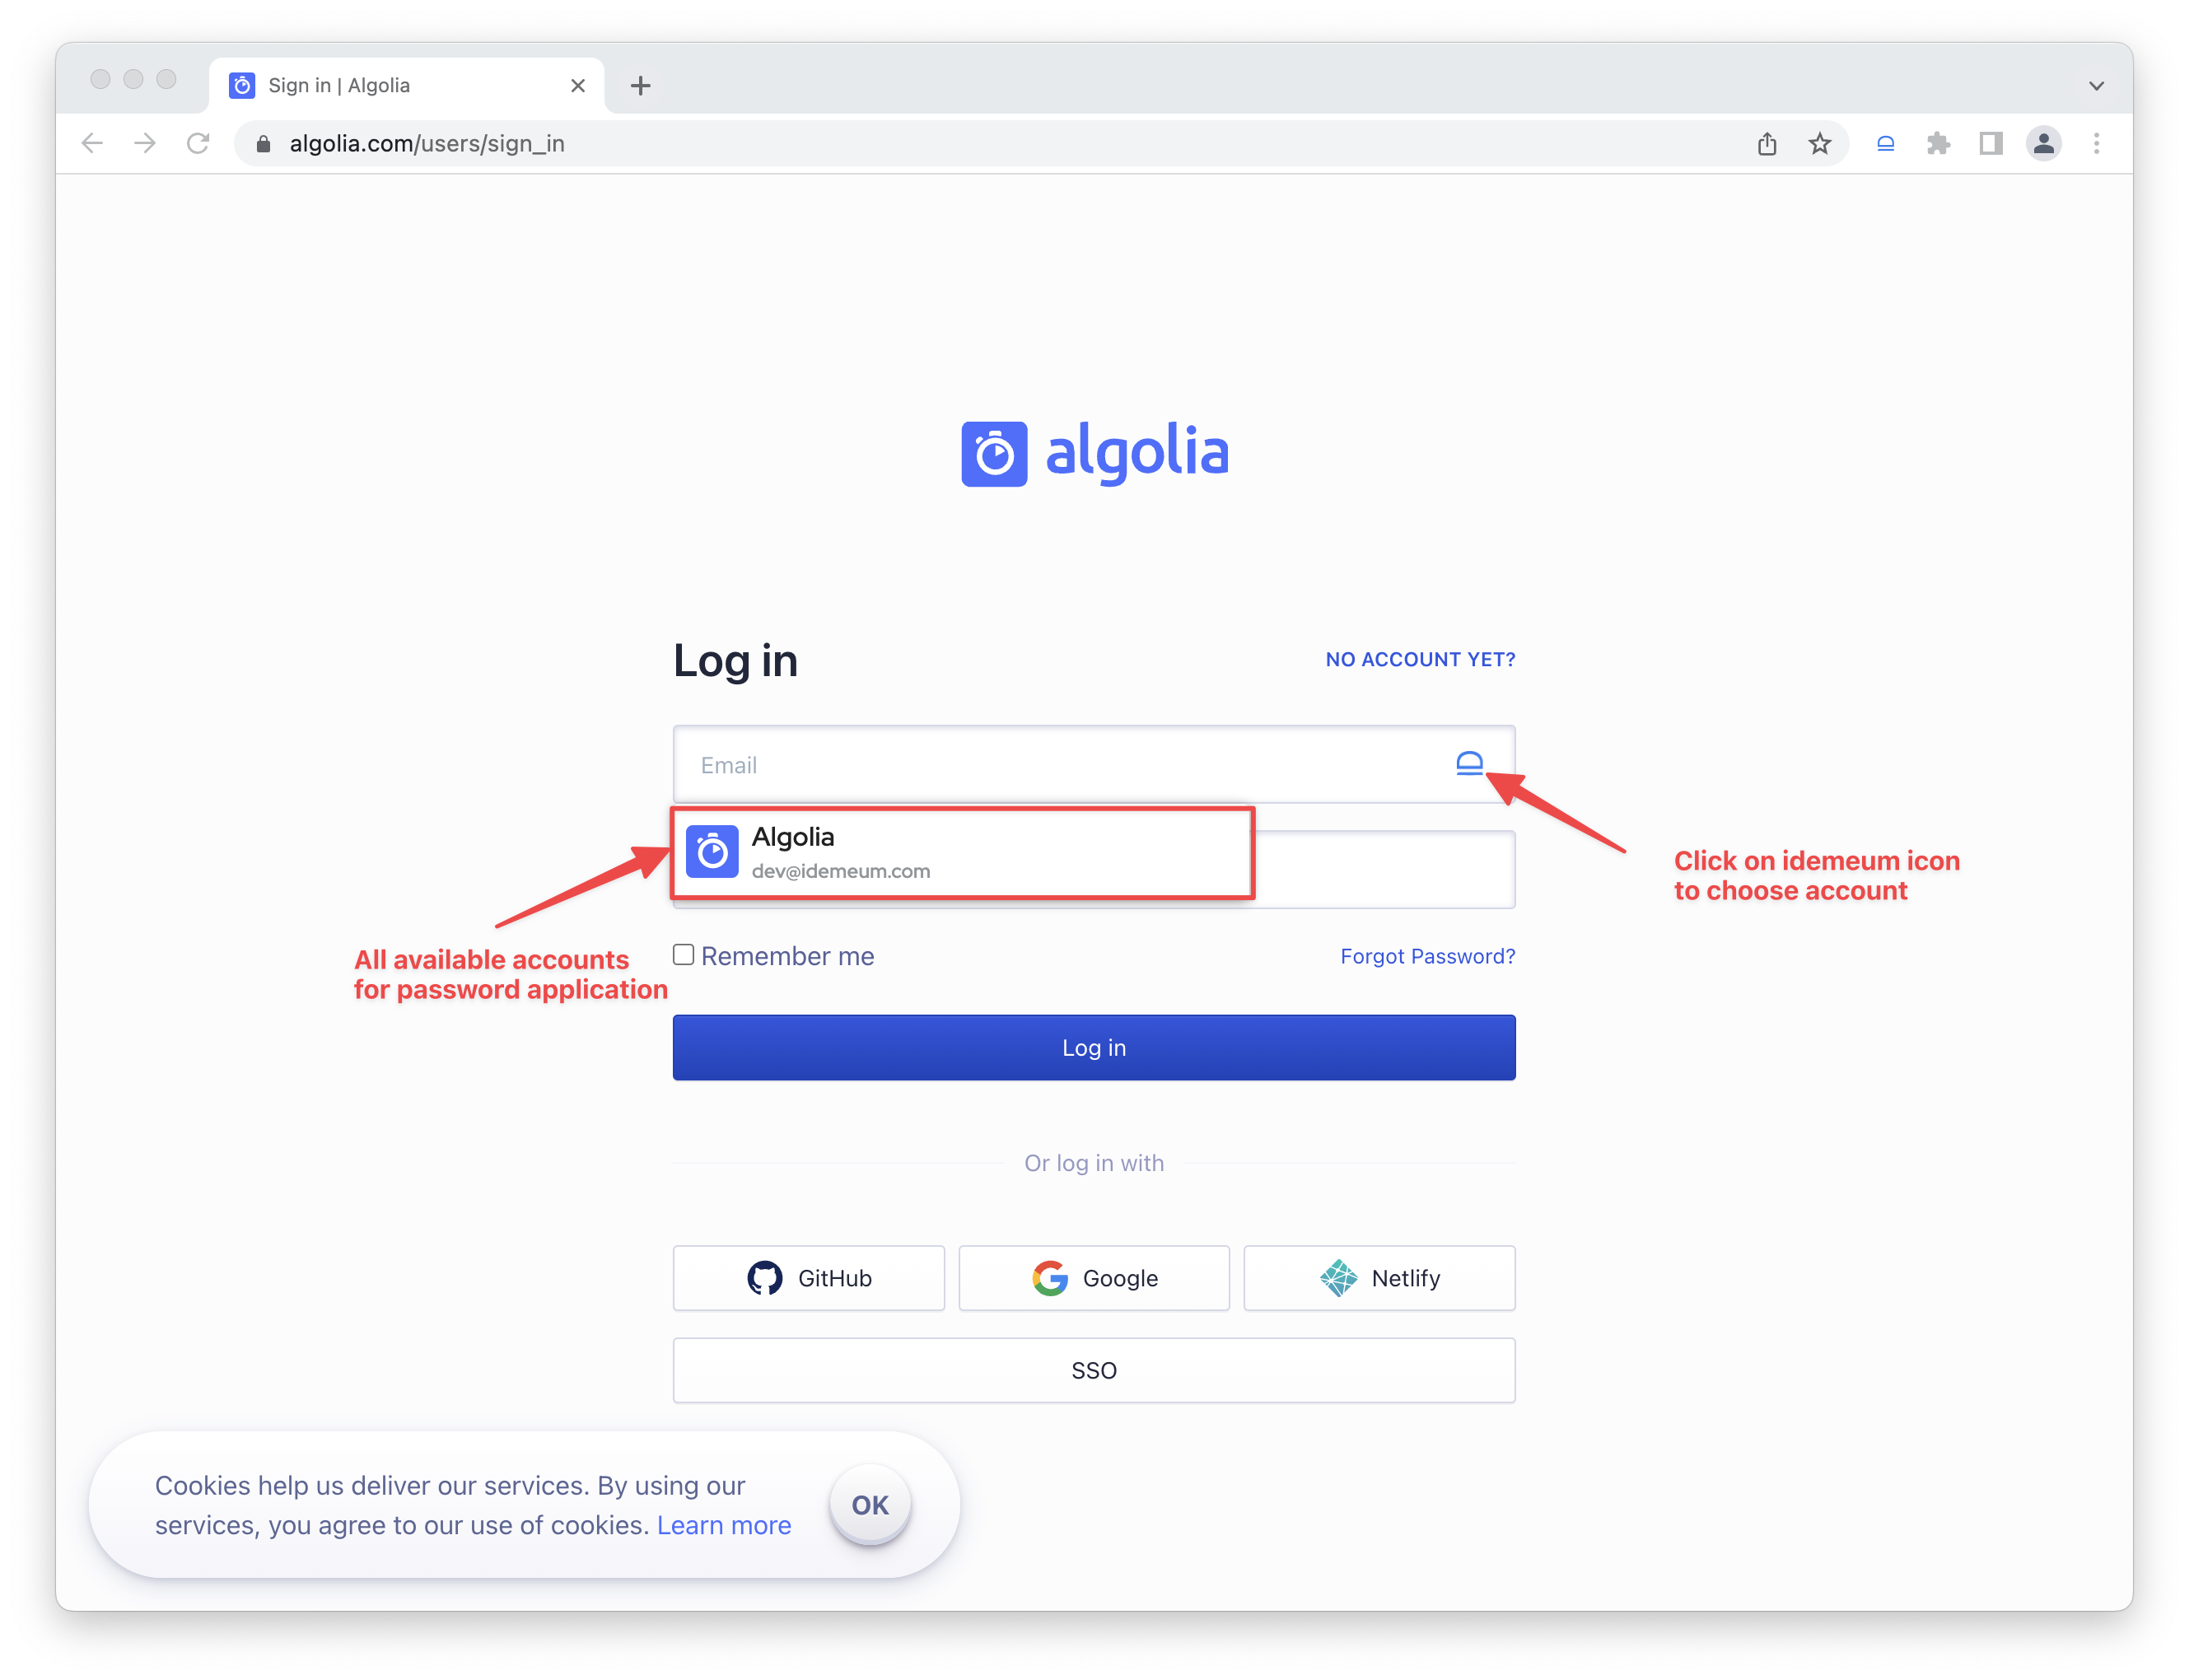 Sign in | Algolia
algolia.com/users/sign_in
algolia
Log in
NO ACCOUNT YET?
Email
Algolia
dev@idemeum.com
Click on idemeum icon
to choose account
All available accounts
for password application
Remember me
Forgot Password?
Log in
Or log in with
GitHub
Google
Netlify
SSO
Cookies help us deliver our services. By using our
services, you agree to our use of cookies. Learn more
OK